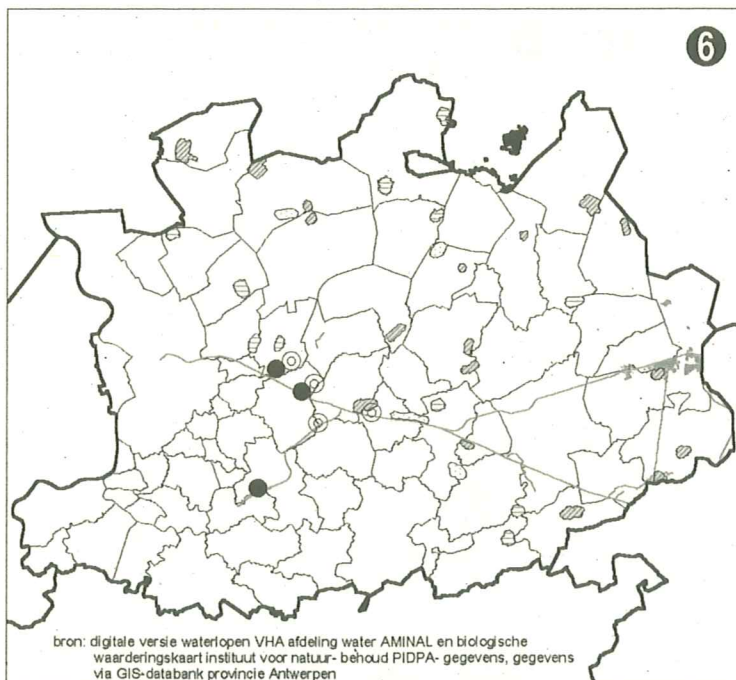 6
bron: digitale versie waterlopen VHA afdeling water AMINAL en biologische
waarderingskaart instituut voor natuur- behoud PIDPA- gegevens, gegevens
via GIS-databank provincie Antwerpen